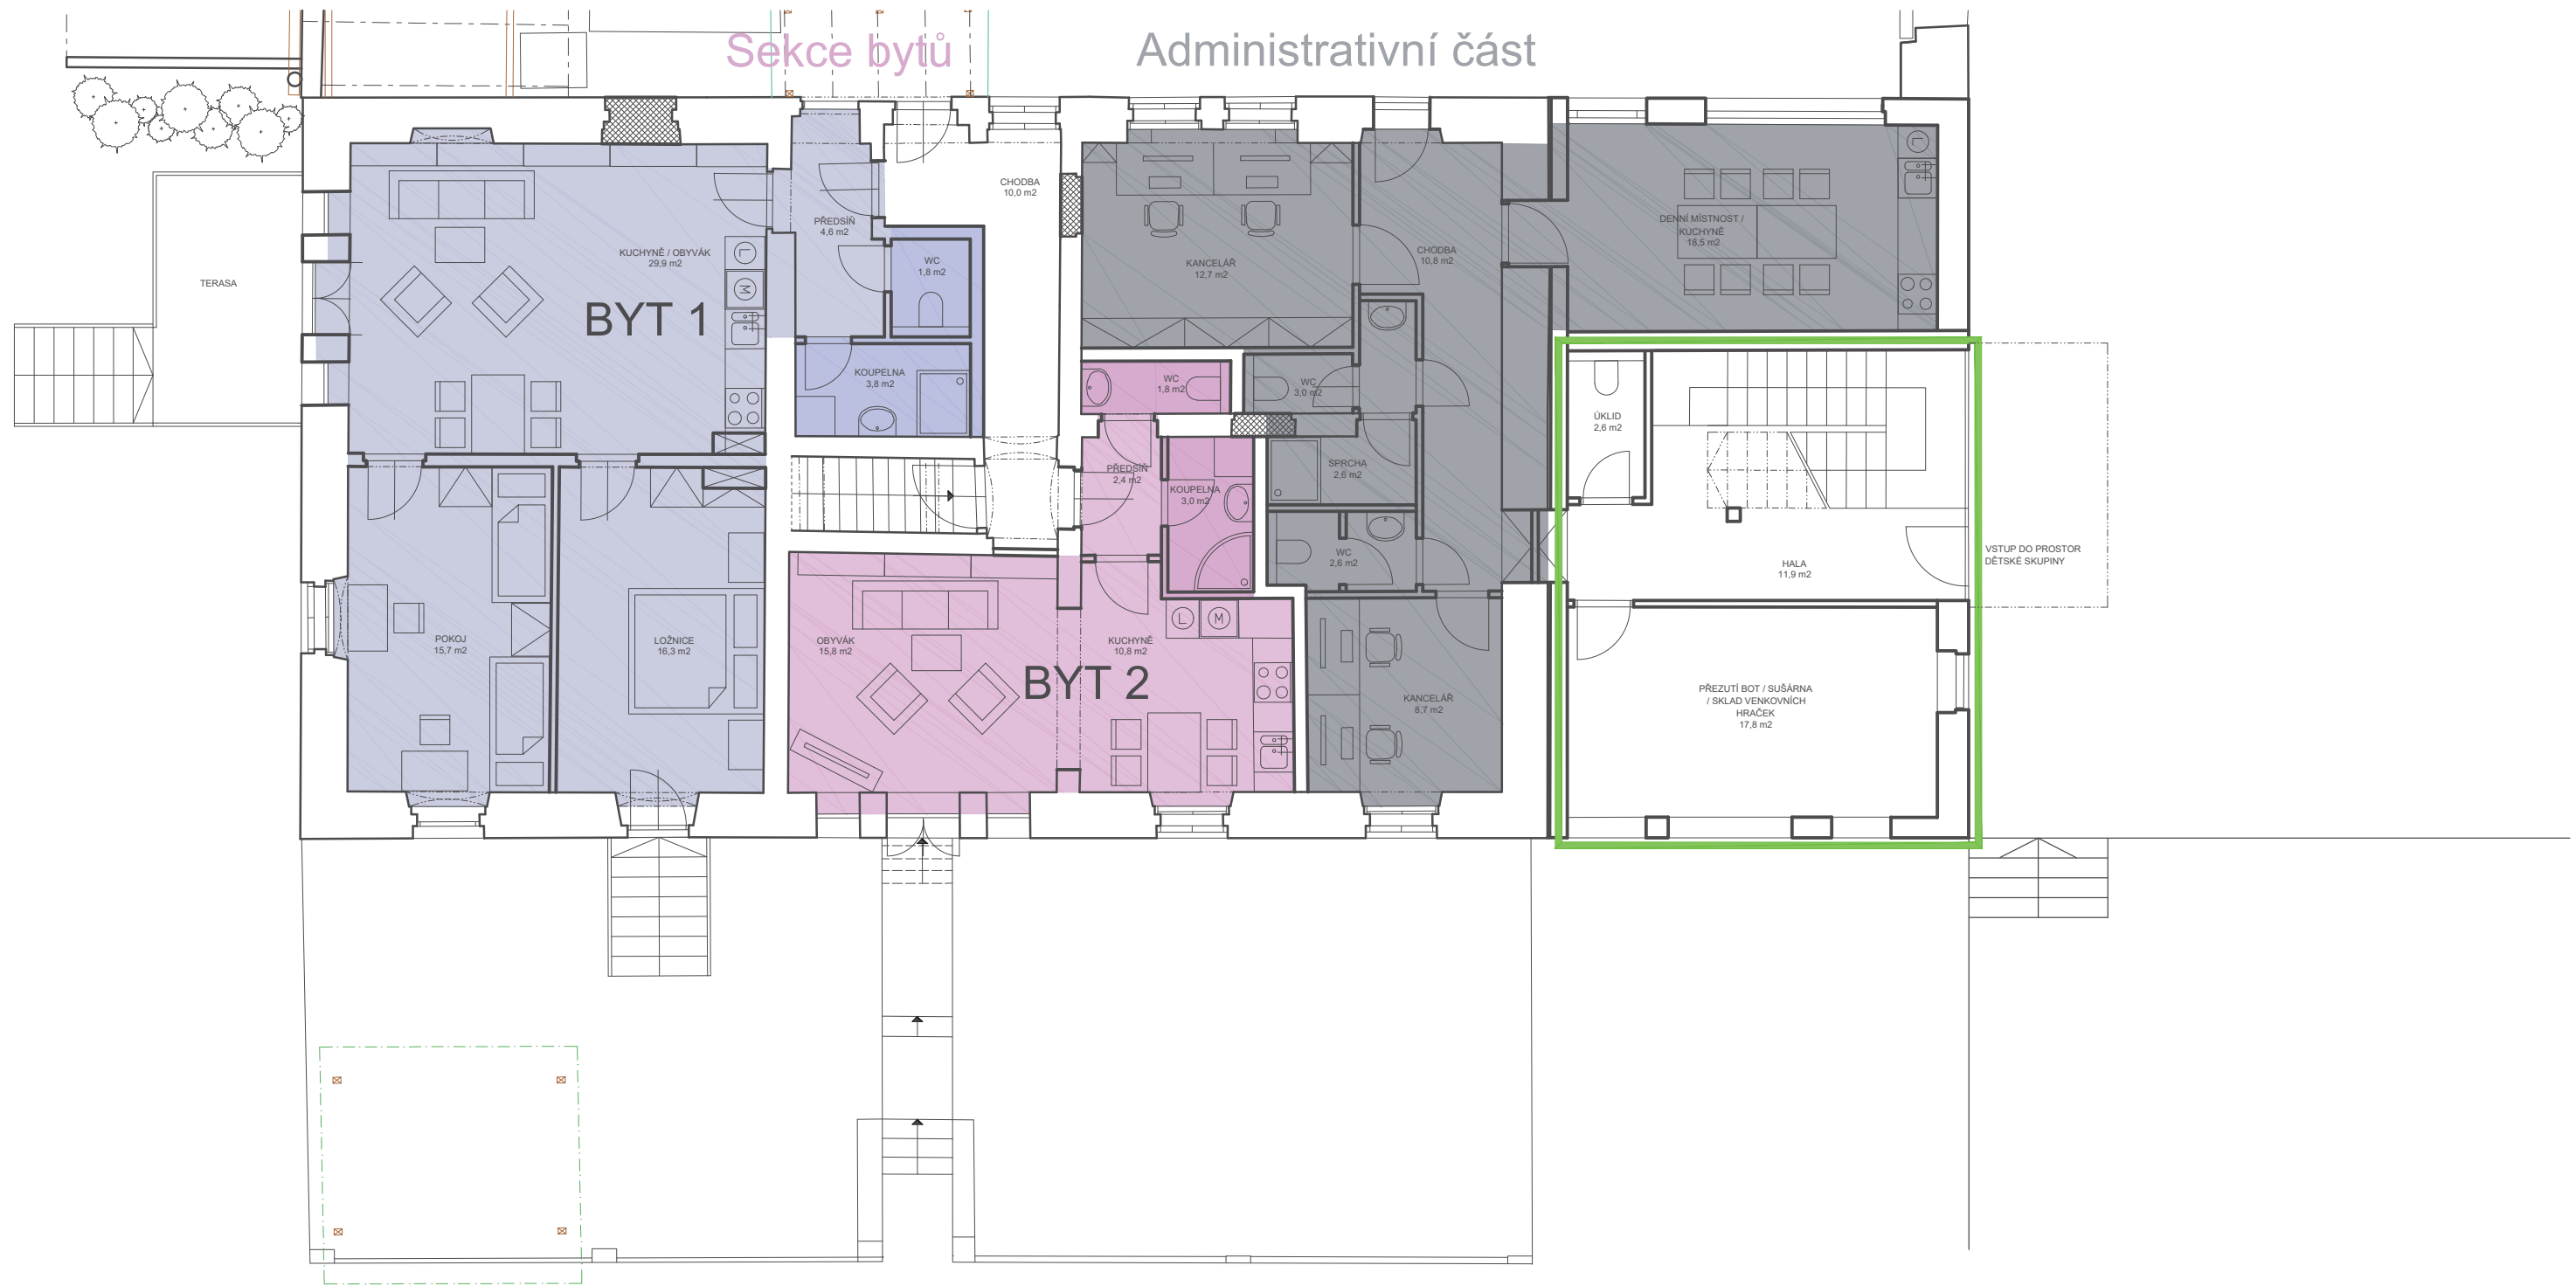 Sekce bytů
Administrativní část
TERASA
KUCHYNĚ / OBYVÁK
29,9 m2
BYT 1
L
M
PŘEDSÍŇ
4,6 m2
WC
1,8 m2
KOUPELNA
3,8 m2
CHODBA
10,0 m2
POKOJ
15,7 m2
LOŽNICE
16,3 m2
WC
1,8 m2
PŘEDSÍŇ
2,4 m2
KOUPELNA
3,0 m2
OBYVÁK
15,8 m2
KUCHYNĚ
10,8 m2
L
M
BYT 2
KANCELÁŘ
12,7 m2
CHODBA
10,8 m2
WC
3,0 m2
SPRCHA
2,6 m2
WC
2,6 m2
KANCELÁŘ
8,7 m2
DENNÍ MÍSTNOST /
KUCHYNĚ
18,5 m2
L
ÚKLID
2,6 m2
HALA
11,9 m2
VSTUP DO PROSTOR
DĚTSKÉ SKUPINY
PŘEZUTÍ BOT / SUŠÁRNA
/ SKLAD VENKOVNÍCH
HRAČEK
17,8 m2